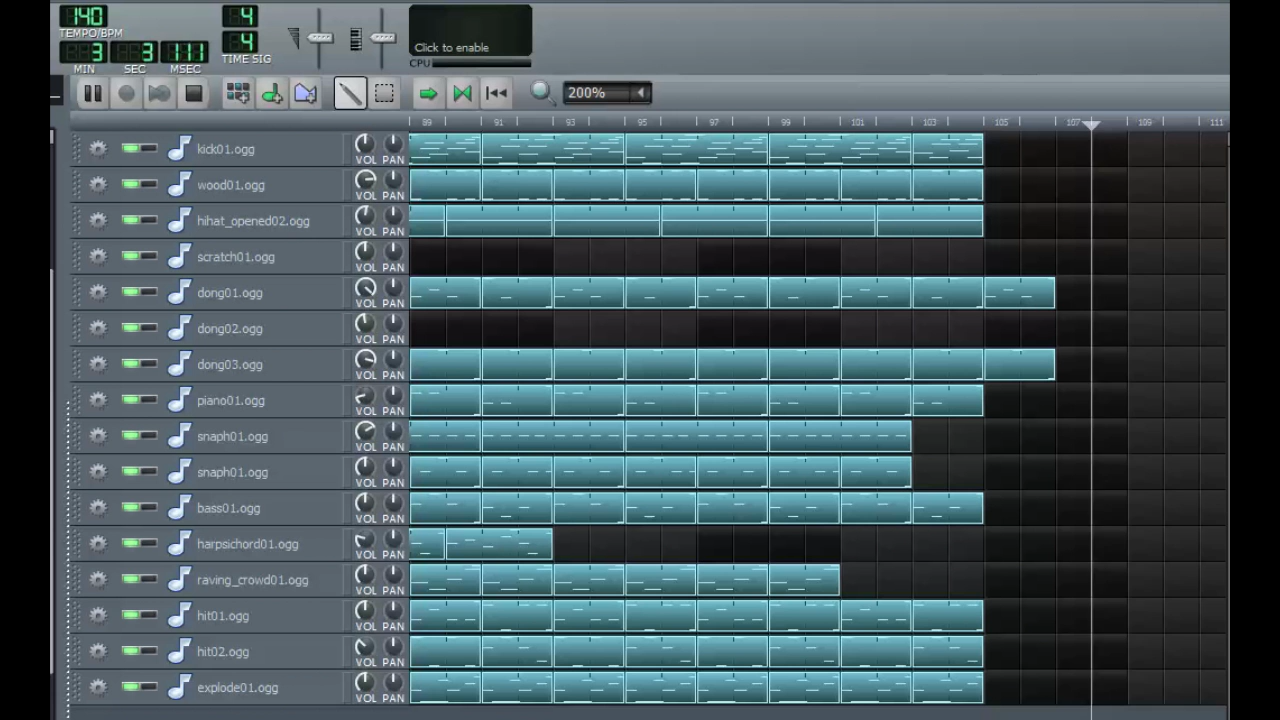 140
TEMPO/BPM
3 3 111
MIN SEC MSEC
4
4
TIME SIG
Click to enable
CPU
200%
89 91 93 95 97 99 101 103 105 107 109 111
kick01.ogg VOL PAN
wood01.ogg VOL PAN
hihat_opened02.ogg VOL PAN
scratch01.ogg VOL PAN
dong01.ogg VOL PAN
dong02.ogg VOL PAN
dong03.ogg VOL PAN
piano01.ogg VOL PAN
snaph01.ogg VOL PAN
snaph01.ogg VOL PAN
bass01.ogg VOL PAN
harpsichord01.ogg VOL PAN
raving_crowd01.ogg VOL PAN
hit01.ogg VOL PAN
hit02.ogg VOL PAN
explode01.ogg VOL PAN